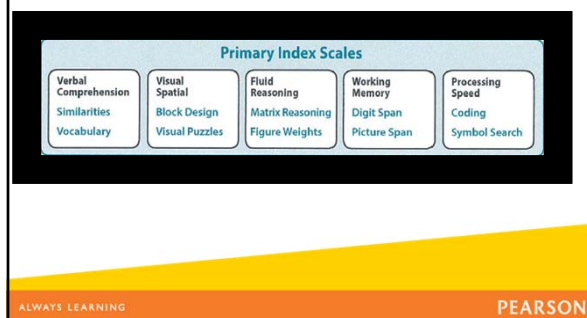 Primary Index Scales
Verbal
Comprehension
Similarities
Vocabulary
Visual
Spatial
Block Design
Visual Puzzles
Fluid
Reasoning
Matrix Reasoning
Figure Weights
Working
Memory
Digit Span
Picture Span
Processing
Speed
Coding
Symbol Search
ALWAYS LEARNING
PEARSON